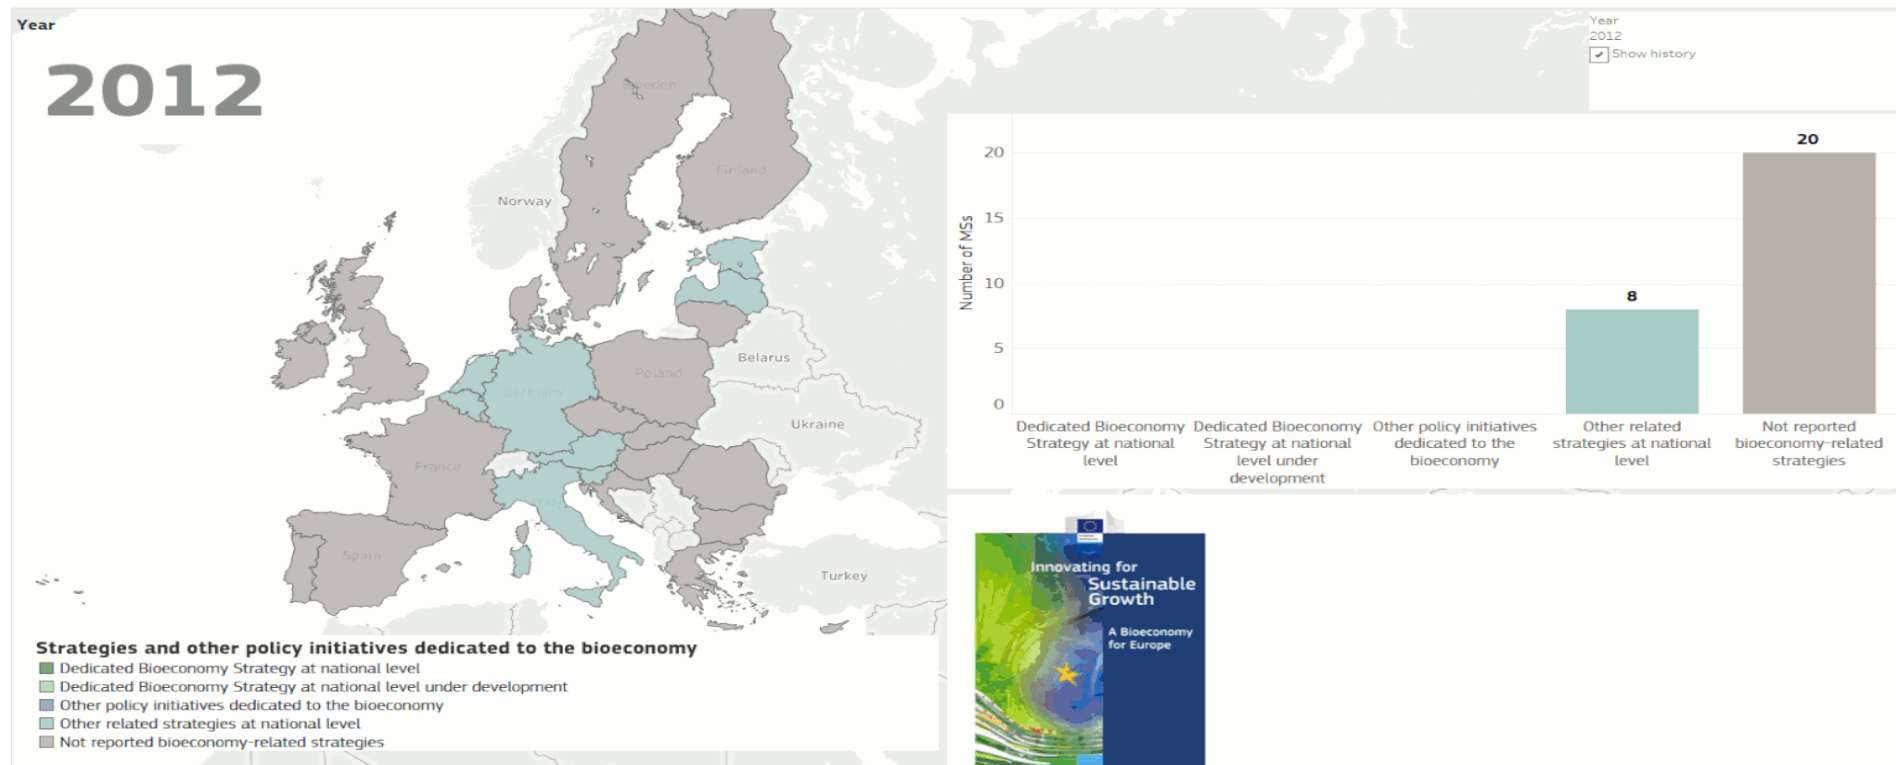 Year
2012
Sweden
Finland
Norway
Belarus
Poland
Germany
Ukraine
France
Italy
Spain
Turkey
Strategies and other policy initiatives dedicated to the bioeconomy
Dedicated Bioeconomy Strategy at national level
Dedicated Bioeconomy Strategy at national level under development
Other policy initiatives dedicated to the bioeconomy
Other related strategies at national level
Not reported bioeconomy-related strategies
Year
2012
Show history
Number of MSs
20
15
10
5
0
8
20
Dedicated Bioeconomy
Strategy at national
level
Dedicated Bioeconomy
Strategy at national
level under
development
Other policy initiatives
dedicated to the
bioeconomy
Other related
strategies at national
level
Not reported
bioeconomy-related
strategies
Innovating for
Sustainable
Growth
A Bioeconomy
for Europe